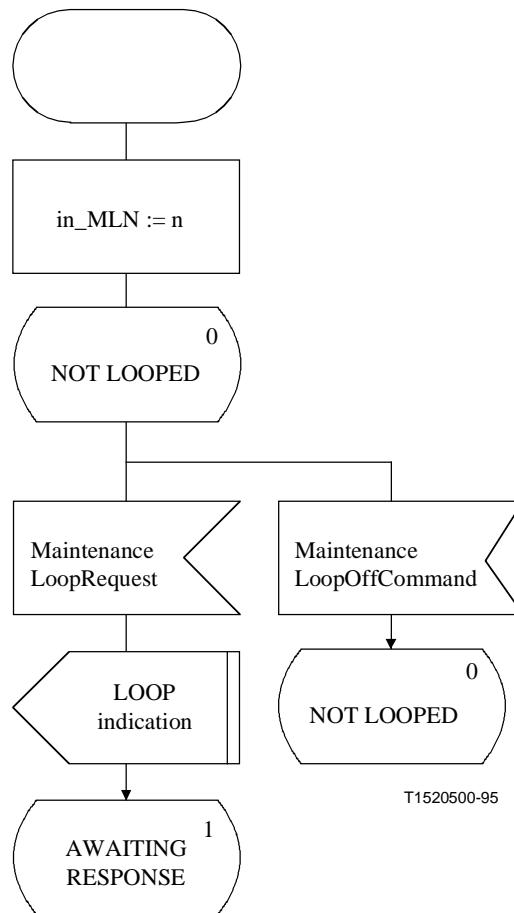 in_MLN := n
0
NOT LOOPED
Maintenance
LoopRequest
Maintenance
LoopOffCommand
LOOP
indication
0
NOT LOOPED
T1520500-95
1
AWAITING
RESPONSE